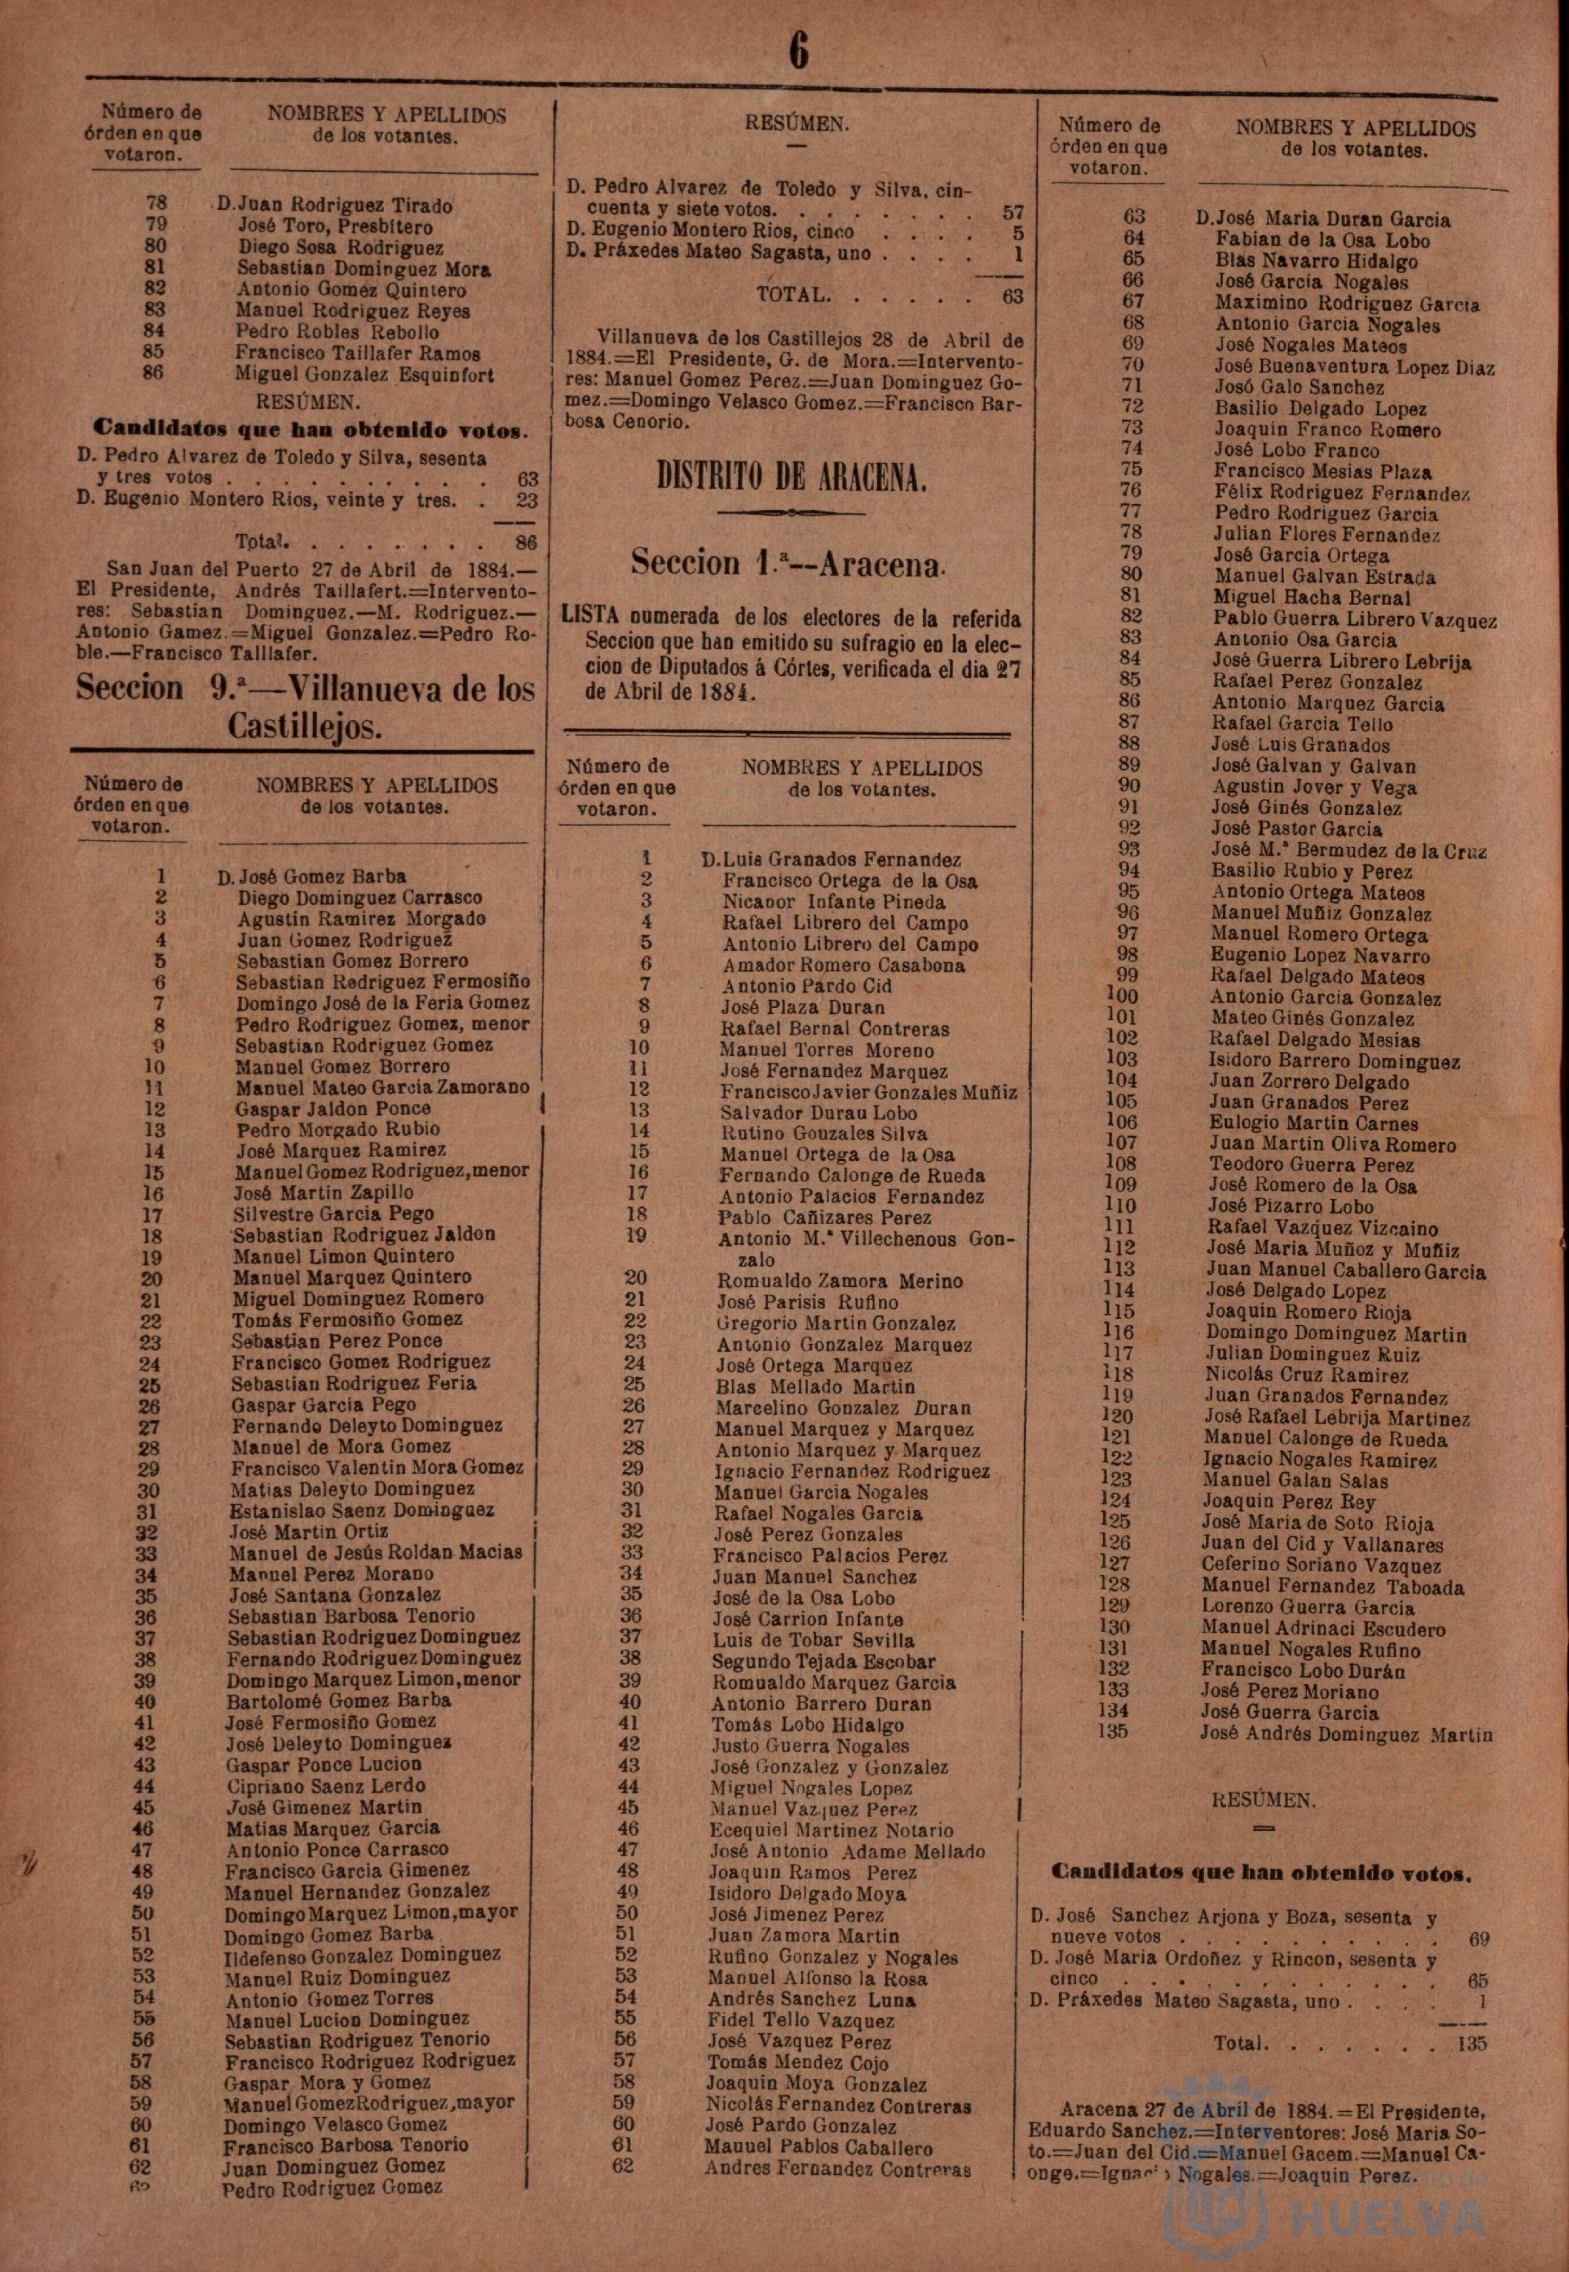 6
Número de
órden en que
votaron.
NOMBRES Y APELLIDOS
de los votantes.
78 D. Juan Rodriguez Tirado
79 José Toro, Presbítero
80 Diego Sosa Rodriguez
81 Sebastian Dominguez Mora
82 Antonio Gomez Quintero
83 Manuel Rodriguez Reyes
84 Pedro Robles Rebollo
85 Francisco Taillafer Ramos
86 Miguel Gonzalez Esquinfort
RESÚMEN.
Candidatos que han obtenido votos.
D. Pedro Alvarez de Toledo y Silva, sesenta
y tres votos . . . . . . . . . 63
D. Eugenio Montero Rios, veinte y tres. . 23
Total. . . . . . . . 86
San Juan del Puerto 27 de Abril de 1884.—
El Presidente, Andrés Taillafert.=Intervento-
res: Sebastian Dominguez.—M. Rodriguez.—
Antonio Gamez.=Miguel Gonzalez.=Pedro Ro-
ble.—Francisco Talllafer.
Seccion 9.ª—Villanueva de los
Castillejos.
Número de
órden en que
votaron.
NOMBRES Y APELLIDOS
de los votantes.
1 D. José Gomez Barba
2 Diego Dominguez Carrasco
3 Agustin Ramirez Morgado
4 Juan Gomez Rodriguez
5 Sebastian Gomez Borrero
6 Sebastian Rodriguez Fermosiño
7 Domingo José de la Feria Gomez
8 Pedro Rodriguez Gomez, menor
9 Sebastian Rodriguez Gomez
10 Manuel Gomez Borrero
11 Manuel Mateo Garcia Zamorano
12 Gaspar Jaldon Ponce
13 Pedro Morgado Rubio
14 José Marquez Ramirez
15 Manuel Gomez Rodriguez, menor
16 José Martin Zapillo
17 Silvestre Garcia Pego
18 Sebastian Rodriguez Jaldon
19 Manuel Limon Quintero
20 Manuel Marquez Quintero
21 Miguel Dominguez Romero
22 Tomás Fermosiño Gomez
23 Sebastian Perez Ponce
24 Francisco Gomez Rodriguez
25 Sebastian Rodriguez Feria
26 Gaspar Garcia Pego
27 Fernando Deleyto Dominguez
28 Manuel de Mora Gomez
29 Francisco Valentin Mora Gomez
30 Matias Deleyto Dominguez
31 Estanislao Saenz Dominguez
32 José Martin Ortiz
33 Manuel de Jesús Roldan Macias
34 Manuel Perez Morano
35 José Santana Gonzalez
36 Sebastian Barbosa Tenorio
37 Sebastian Rodriguez Dominguez
38 Fernando Rodriguez Dominguez
39 Domingo Marquez Limon, menor
40 Bartolomé Gomez Barba
41 José Fermosiño Gomez
42 José Deleyto Dominguez
43 Gaspar Ponce Lucion
44 Cipriano Saenz Lerdo
45 José Gimenez Martin
46 Matias Marquez Garcia
47 Antonio Ponce Carrasco
48 Francisco Garcia Gimenez
49 Manuel Hernandez Gonzalez
50 Domingo Marquez Limon, mayor
51 Domingo Gomez Barba
52 Ildefenso Gonzalez Dominguez
53 Manuel Ruiz Dominguez
54 Antonio Gomez Torres
55 Manuel Lucion Dominguez
56 Sebastian Rodriguez Tenorio
57 Francisco Rodriguez Rodriguez
58 Gaspar Mora y Gomez
59 Manuel Gomez Rodriguez, mayor
60 Domingo Velasco Gomez
61 Francisco Barbosa Tenorio
62 Juan Dominguez Gomez
Pedro Rodriguez Gomez
RESÚMEN.
D. Pedro Alvarez de Toledo y Silva, cin-
cuenta y siete votos. . . . . . . . 57
D. Eugenio Montero Rios, cinco . . . . 5
D. Práxedes Mateo Sagasta, uno . . . . 1
TOTAL. . . . . . . 63
Villanueva de los Castillejos 28 de Abril de
1884.=El Presidente, G. de Mora.=Intervento-
res: Manuel Gomez Perez.=Juan Dominguez Go-
mez.=Domingo Velasco Gomez.=Francisco Bar-
bosa Cenorio.
DISTRITO DE ARACENA.
Seccion 1.ª--Aracena.
LISTA numerada de los electores de la referida
Seccion que han emitido su sufragio en la elec-
cion de Diputados á Córtes, verificada el dia 27
de Abril de 1884.
Número de
órden en que
votaron.
NOMBRES Y APELLIDOS
de los votantes.
1 D. Luis Granados Fernandez
2 Francisco Ortega de la Osa
3 Nicanor Infante Pineda
4 Rafael Librero del Campo
5 Antonio Librero del Campo
6 Amador Romero Casabona
7 Antonio Pardo Cid
8 José Plaza Duran
9 Rafael Bernal Contreras
10 Manuel Torres Moreno
11 José Fernandez Marquez
12 Francisco Javier Gonzales Muñiz
13 Salvador Durau Lobo
14 Rutino Gouzales Silva
15 Manuel Ortega de la Osa
16 Fernando Calonge de Rueda
17 Antonio Palacios Fernandez
18 Pablo Cañizares Perez
19 Antonio M.ª Villechenous Gon-
zalo
20 Romualdo Zamora Merino
21 José Parisis Rufino
22 Gregorio Martin Gonzalez
23 Antonio Gonzalez Marquez
24 José Ortega Marquez
25 Blas Mellado Martin
26 Marcelino Gonzalez Duran
27 Manuel Marquez y Marquez
28 Antonio Marquez y Marquez
29 Ignacio Fernandez Rodriguez
30 Manuel Garcia Nogales
31 Rafael Nogales Garcia
32 José Perez Gonzales
33 Francisco Palacios Perez
34 Juan Manuel Sanchez
35 José de la Osa Lobo
36 José Carrion Infante
37 Luis de Tobar Sevilla
38 Segundo Tejada Escobar
39 Romualdo Marquez Garcia
40 Antonio Barrero Duran
41 Tomás Lobo Hidalgo
42 Justo Guerra Nogales
43 José Gonzalez y Gonzalez
44 Miguel Nogales Lopez
45 Manuel Vazquez Perez
46 Ecequiel Martinez Notario
47 José Antonio Adame Mellado
48 Joaquin Ramos Perez
49 Isidoro Delgado Moya
50 José Jimenez Perez
51 Juan Zamora Martin
52 Rufino Gonzalez y Nogales
53 Manuel Alfonso la Rosa
54 Andrés Sanchez Luna
55 Fidel Tello Vazquez
56 José Vazquez Perez
57 Tomás Mendez Cojo
58 Joaquin Moya Gonzalez
59 Nicolás Fernandez Contreras
60 José Pardo Gonzalez
61 Mauuel Pablos Caballero
62 Andres Fernandez Contreras
Número de
órden en que
votaron.
NOMBRES Y APELLIDOS
de los votantes.
63 D. José Maria Duran Garcia
64 Fabian de la Osa Lobo
65 Blas Navarro Hidalgo
66 José Garcia Nogales
67 Maximino Rodriguez Garcia
68 Antonio Garcia Nogales
69 José Nogales Mateos
70 José Buenaventura Lopez Diaz
71 Josó Galo Sanchez
72 Basilio Delgado Lopez
73 Joaquin Franco Romero
74 José Lobo Franco
75 Francisco Mesias Plaza
76 Félix Rodriguez Fernandez
77 Pedro Rodriguez Garcia
78 Julian Flores Fernandez
79 José Garcia Ortega
80 Manuel Galvan Estrada
81 Miguel Hacha Bernal
82 Pablo Guerra Librero Vazquez
83 Antonio Osa Garcia
84 José Guerra Librero Lebrija
85 Rafael Perez Gonzalez
86 Antonio Marquez Garcia
87 Rafael Garcia Tello
88 José Luis Granados
89 José Galvan y Galvan
90 Agustin Jover y Vega
91 José Ginés Gonzalez
92 José Pastor Garcia
93 José M.ª Bermudez de la Cruz
94 Basilio Rubio y Perez
95 Antonio Ortega Mateos
96 Manuel Muñiz Gonzalez
97 Manuel Romero Ortega
98 Eugenio Lopez Navarro
99 Rafael Delgado Mateos
100 Antonio Garcia Gonzalez
101 Mateo Ginés Gonzalez
102 Rafael Delgado Mesias
103 Isidoro Barrero Dominguez
104 Juan Zorrero Delgado
105 Juan Granados Perez
106 Eulogio Martin Carnes
107 Juan Martin Oliva Romero
108 Teodoro Guerra Perez
109 José Romero de la Osa
110 José Pizarro Lobo
111 Rafael Vazquez Vizcaino
112 José Maria Muñoz y Muñiz
113 Juan Manuel Caballero Garcia
114 José Delgado Lopez
115 Joaquin Romero Rioja
116 Domingo Dominguez Martin
117 Julian Dominguez Ruiz
118 Nicolás Cruz Ramirez
119 Juan Granados Fernandez
120 José Rafael Lebrija Martinez
121 Manuel Calonge de Rueda
122 Ignacio Nogales Ramirez
123 Manuel Galan Salas
124 Joaquin Perez Rey
125 José Maria de Soto Rioja
126 Juan del Cid y Vallanares
127 Ceferino Soriano Vazquez
128 Manuel Fernandez Taboada
129 Lorenzo Guerra Garcia
130 Manuel Adrinaci Escudero
131 Manuel Nogales Rufino
132 Francisco Lobo Durán
133 José Perez Moriano
134 José Guerra Garcia
135 José Andrés Dominguez Martin
RESÚMEN.
Candidatos que han obtenido votos.
D. José Sanchez Arjona y Boza, sesenta y
nueve votos . . . . . . . . . 69
D. José Maria Ordoñez y Rincon, sesenta y
cinco . . . . . . . . . . . 65
D. Práxedes Mateo Sagasta, uno . . . . 1
Total. . . . . . . 135
Aracena 27 de Abril de 1884.=El Presidente,
Eduardo Sanchez.=Interventores: José Maria So-
to.=Juan del Cid.=Manuel Gacem.=Manuel Ca-
onge.= Nogales.=Joaquin Perez.
HUELVA